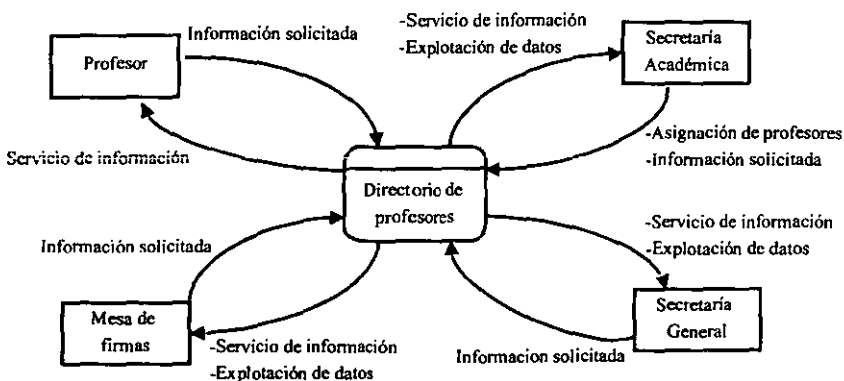 Información solicitada
Profesor
-Servicio de información
-Explotación de datos
Secretaría
Académica
Servicio de información
-Asignación de profesores
-Información solicitada
Directorio de
profesores
Información solicitada
-Servicio de información
-Explotación de datos
Mesa de
firmas
-Servicio de información
-Explotación de datos
Secretaría
General
Informacion solicitada